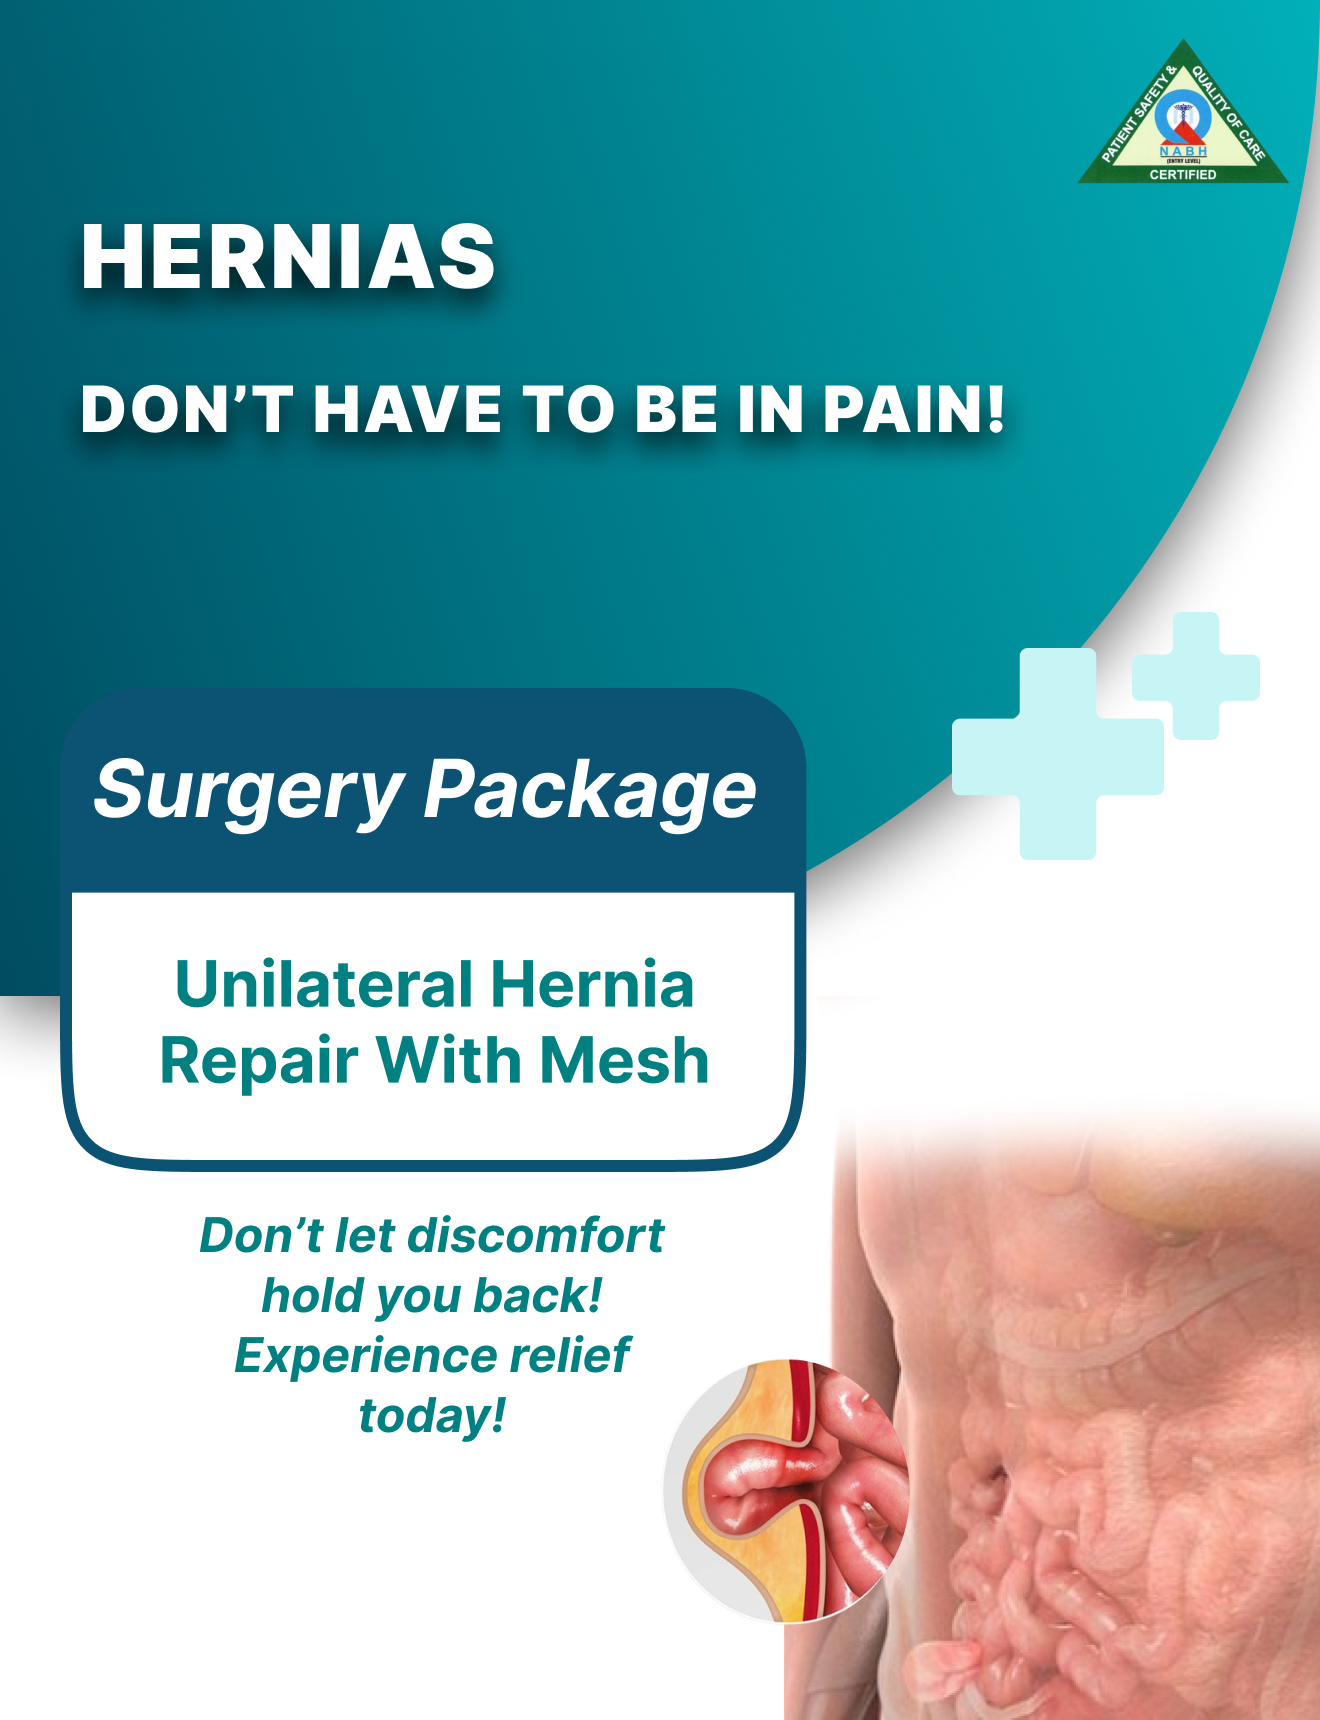 PATIENT SAFETY & QUALITY OF CARE
NABH
(ENTRY LEVEL)
CERTIFIED
HERNIAS
DON’T HAVE TO BE IN PAIN!
Surgery Package
Unilateral Hernia
Repair With Mesh
Don’t let discomfort
hold you back!
Experience relief
today!